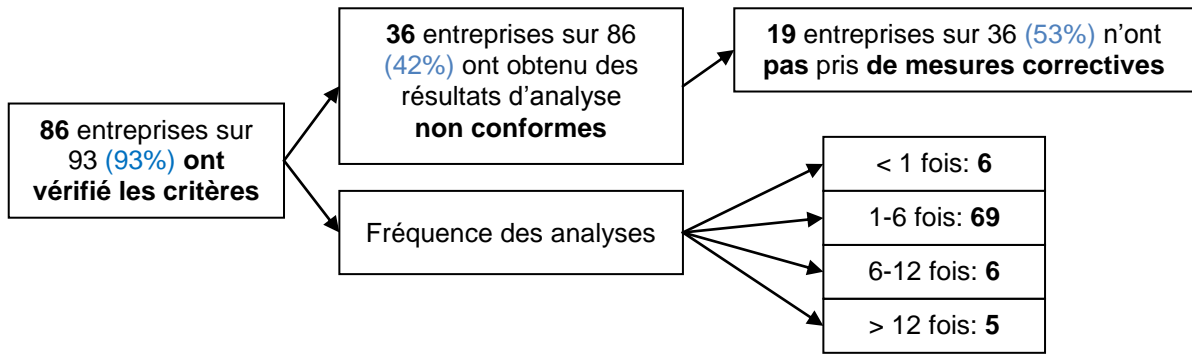 86 entreprises sur
93 (93%) ont
vérifié les critères
36 entreprises sur 86
(42%) ont obtenu des
résultats d’analyse
non conformes
19 entreprises sur 36 (53%) n’ont
pas pris de mesures correctives
Fréquence des analyses
< 1 fois: 6
1-6 fois: 69
6-12 fois: 6
> 12 fois: 5